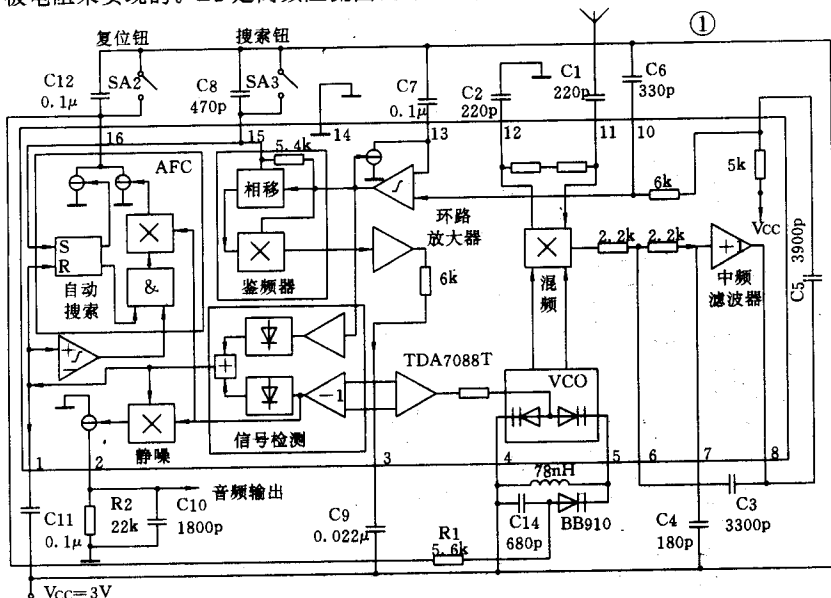 ①
复位钮
搜索钮
C12
0.1μ
SA2
C8
470p
SA3
C7
0.1μ
C2
220p
C1
220p
C6
330p
16
15
14
13
12
11
10
5.4k
AFC
相移
鉴频器
S
R
自动
搜索
&
环路
放大器
6k
5k
Vcc
3900p
C5
混频
2.2k
2.2k
+1
中频
滤波器
6k
TDA7088T
VCO
+
−1
信号检测
静噪
1
2
3
4
5
6
7
8
78nH
音频输出
C11
0.1μ
R2
22k
C10
1800p
C9
0.022μ
R1
5.6k
C14
680p
BB910
C4
180p
C3
3300p
Vcc=3V